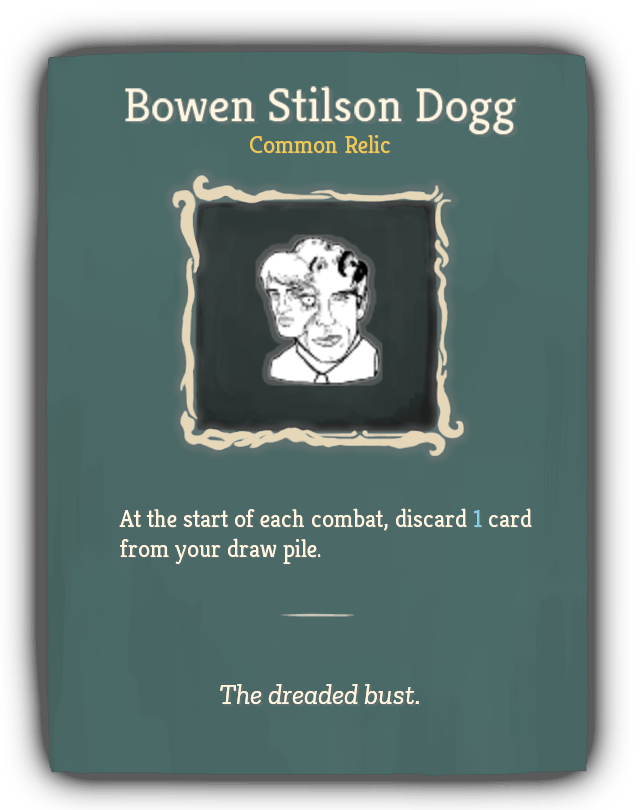 Bowen Stilson Dogg
Common Relic
At the start of each combat, discard 1 card
from your draw pile.
The dreaded bust.